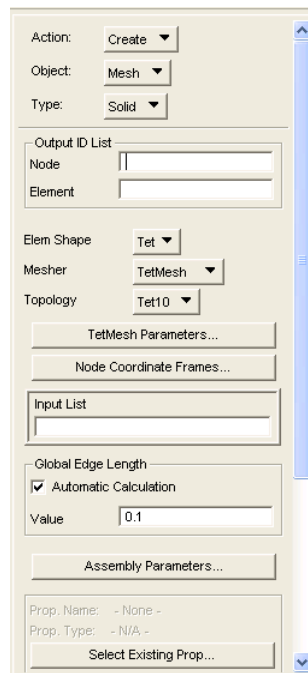 Action: Create
Object: Mesh
Type: Solid
Output ID List
Node
Element
Elem Shape Tet
Mesher TetMesh
Topology Tet10
TetMesh Parameters...
Node Coordinate Frames...
Input List
Global Edge Length
Automatic Calculation
Value 0.1
Assembly Parameters...
Prop. Name: - None -
Prop. Type: - N/A -
Select Existing Prop...